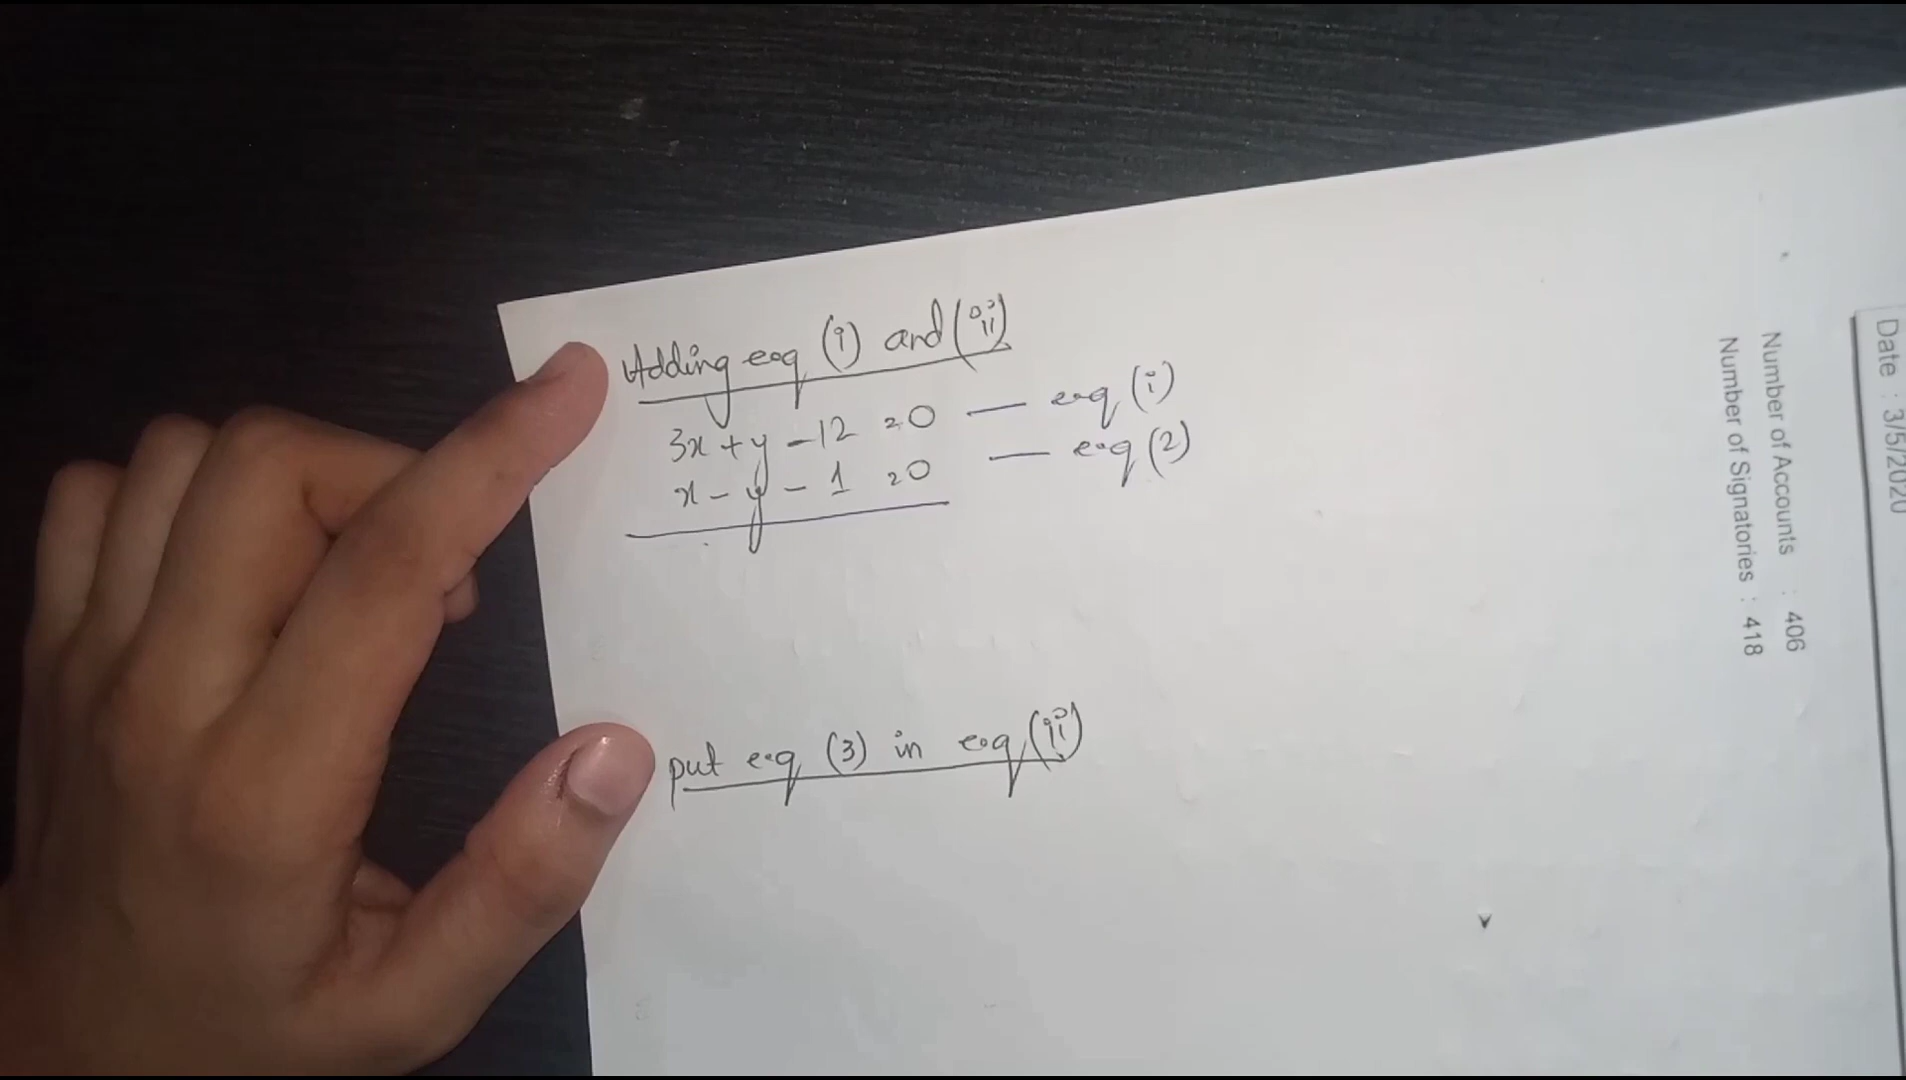 Adding eq (i) and (ii)
3x + y - 12 = 0 — eq (i)
x - y - 1 = 0 — eq (2)
put eq (3) in eq (ii)
Date : 3/5/2020
Number of Accounts : 406
Number of Signatories : 418